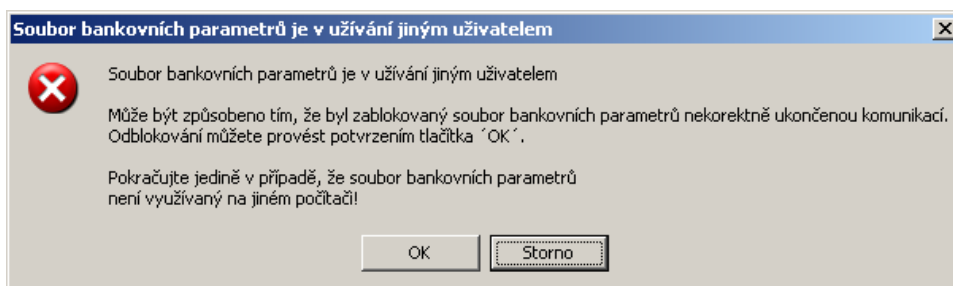 Soubor bankovních parametrů je v užívání jiným uživatelem
Soubor bankovních parametrů je v užívání jiným uživatelem
Může být způsobeno tím, že byl zablokovaný soubor bankovních parametrů nekorektně ukončenou komunikací.
Odblokování můžete provést potvrzením tlačítka ´OK´.
Pokračujte jedině v případě, že soubor bankovních parametrů
není využívaný na jiném počítači!
OK
Storno